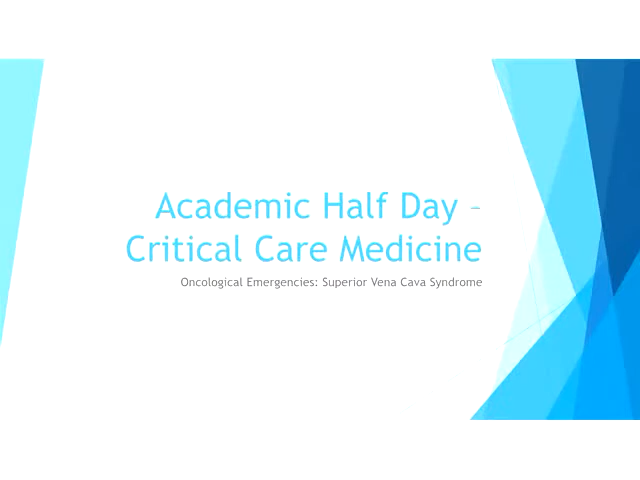 Academic Half Day –
Critical Care Medicine
Oncological Emergencies: Superior Vena Cava Syndrome